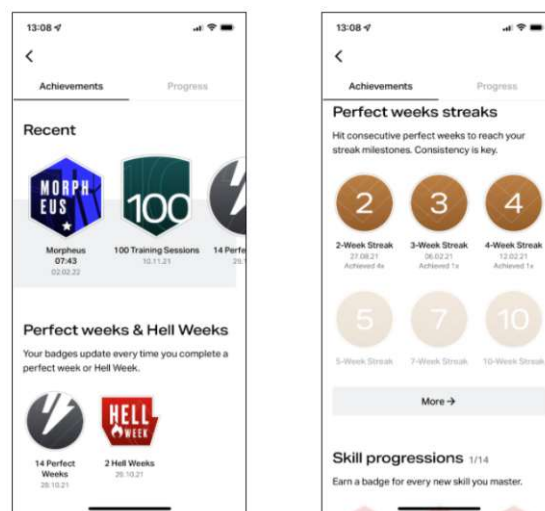 13:08
Achievements Progress
Recent
MORPH
EUS
100
Morpheus
07:43
02.02.22
100 Training Sessions
10.11.21
14 Perfe
Perfect weeks & Hell Weeks
Your badges update every time you complete a
perfect week or Hell Week.
HELL
WEEK
14 Perfect
Weeks
28.10.21
2 Hell Weeks
26.10.21
13:08
Achievements Progress
Perfect weeks streaks
Hit consecutive perfect weeks to reach your
streak milestones. Consistency is key.
2 3 4
2-Week Streak 3-Week Streak 4-Week Streak
27.08.21 06.02.21 12.02.21
Achieved 4x Achieved 1x Achieved 1x
5 7 10
5-Week Streak 7-Week Streak 10-Week Streak
More →
Skill progressions 1/14
Earn a badge for every new skill you master.